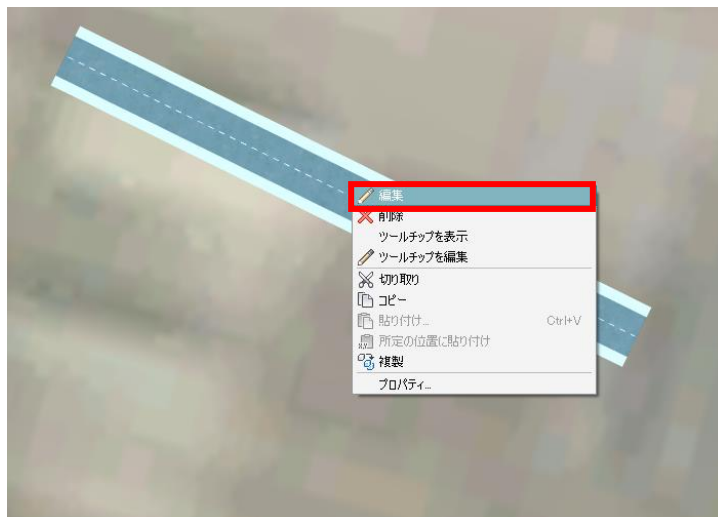 編集
削除
ツールチップを表示
ツールチップを編集
切り取り
コピー
貼り付け... Ctrl+V
所定の位置に貼り付け
複製
プロパティ...